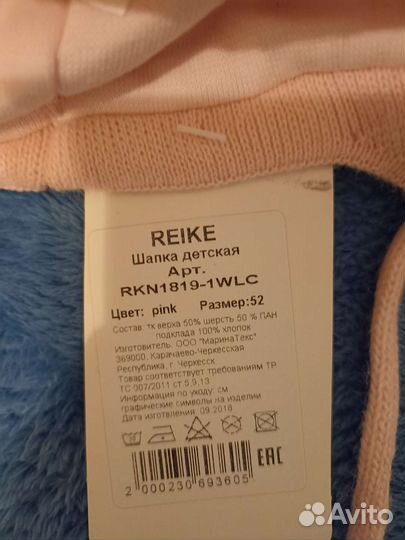 REIKE
Шапка детская
Арт.
RKN1819-1WLC
Цвет: pink Размер:52
Состав: тк верха 50% шерсть 50 % ПАН
подклада 100% хлопок
Изготовитель: ООО "МаринаТекс"
369000, Карачаево-Черкесская
Республика, г. Черкесск
Товар соответствует требованиям ТР
ТС 007/2011 ст 5,9,13
Информация по уходу: см.
графические символы на изделии
Дата изготовления 09.2018
2 000230 693605
EAC
Avito